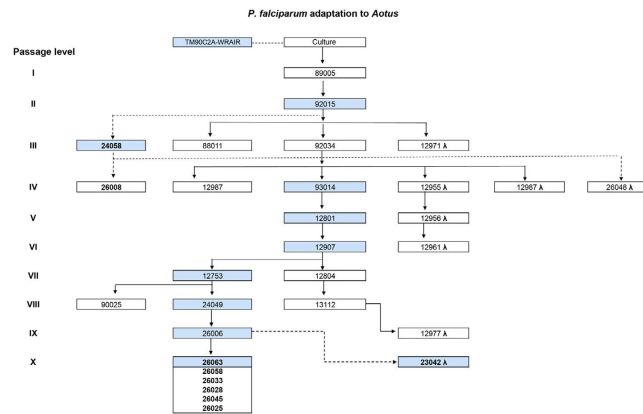 P. falciparum adaptation to Aotus
TM90C2A-WRAIR Culture
Passage level
I 89005
II 92015
III 24058 88011 92034 12971 λ
IV 26008 12987 93014 12955 λ 12987 λ 26048 λ
V 12801 12956 λ
VI 12907 12961 λ
VII 12753 12804
VIII 90025 24049 13112
IX 26006 12977 λ
X 26063 23042 λ
26058
26033
26028
26045
26025